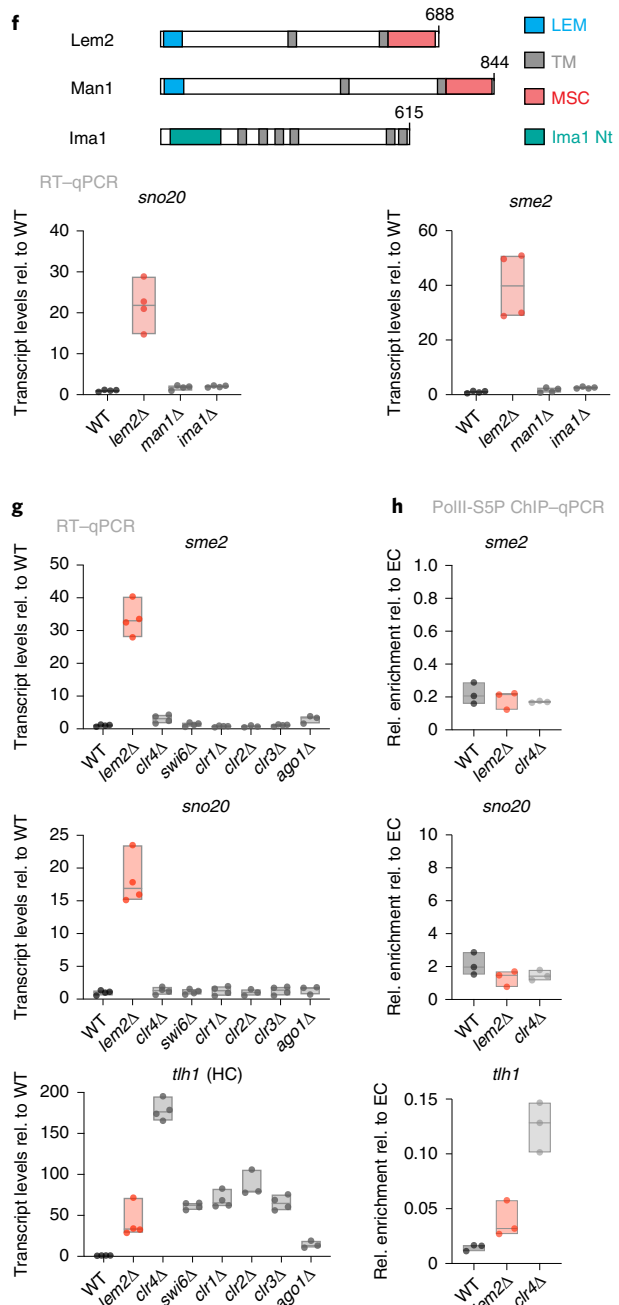 f
Lem2
688
LEM
Man1
844
TM
Ima1
615
MSC
Ima1 Nt
RT–qPCR
sno20
Transcript levels rel. to WT
40
30
20
10
0
WT
lem2Δ
man1Δ
ima1Δ
sme2
Transcript levels rel. to WT
60
40
20
0
WT
lem2Δ
man1Δ
ima1Δ
g
RT–qPCR
sme2
Transcript levels rel. to WT
50
40
30
20
10
0
WT
lem2Δ
clr4Δ
swi6Δ
clr1Δ
clr2Δ
clr3Δ
ago1Δ
h
PolII-S5P ChIP–qPCR
sme2
Rel. enrichment rel. to EC
1.0
0.8
0.6
0.4
0.2
0
WT
lem2Δ
clr4Δ
sno20
Transcript levels rel. to WT
25
20
15
10
5
0
WT
lem2Δ
clr4Δ
swi6Δ
clr1Δ
clr2Δ
clr3Δ
ago1Δ
sno20
Rel. enrichment rel. to EC
10
8
6
4
2
0
WT
lem2Δ
clr4Δ
tlh1 (HC)
Transcript levels rel. to WT
200
150
100
50
0
WT
lem2Δ
clr4Δ
swi6Δ
clr1Δ
clr2Δ
clr3Δ
ago1Δ
tlh1
Rel. enrichment rel. to EC
0.15
0.10
0.05
0
WT
lem2Δ
clr4Δ